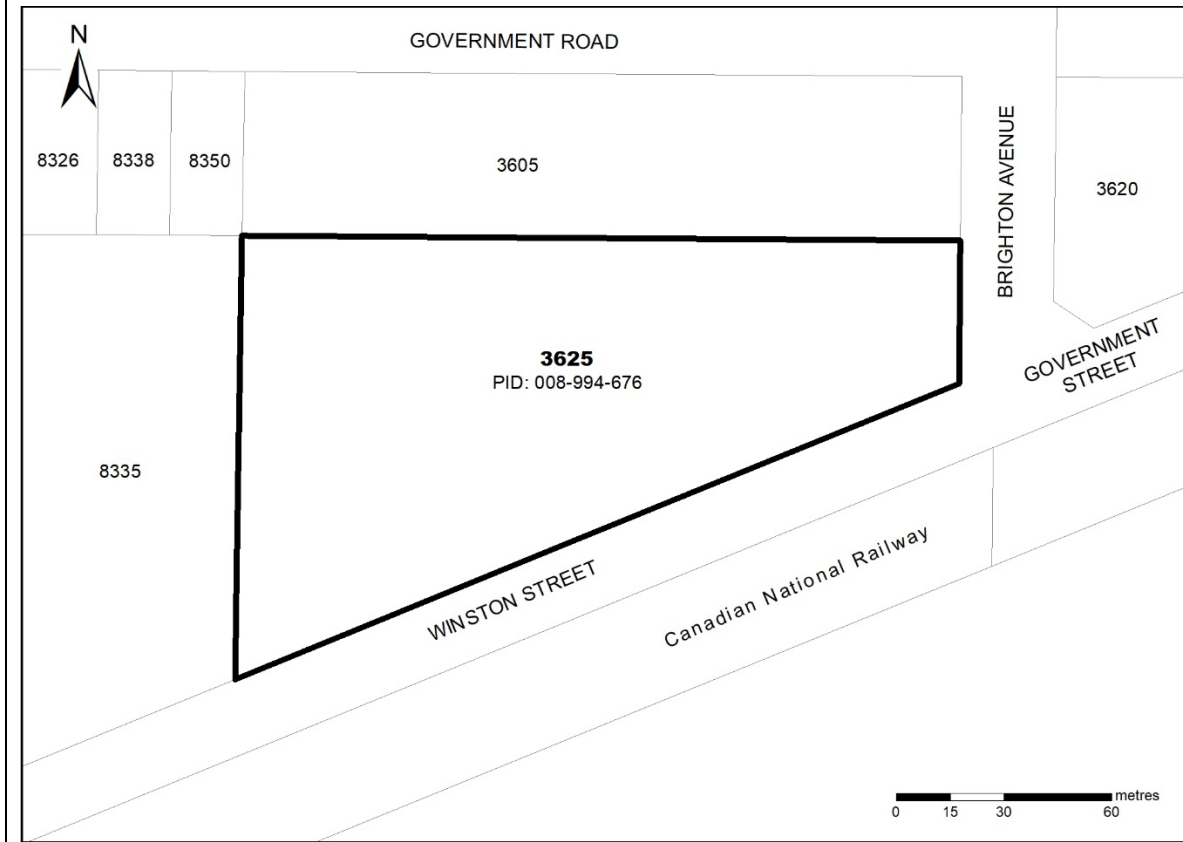 N
GOVERNMENT ROAD
8326
8338
8350
3605
BRIGHTON AVENUE
3620
3625
PID: 008-994-676
GOVERNMENT
STREET
8335
WINSTON STREET
Canadian National Railway
metres
0 15 30 60